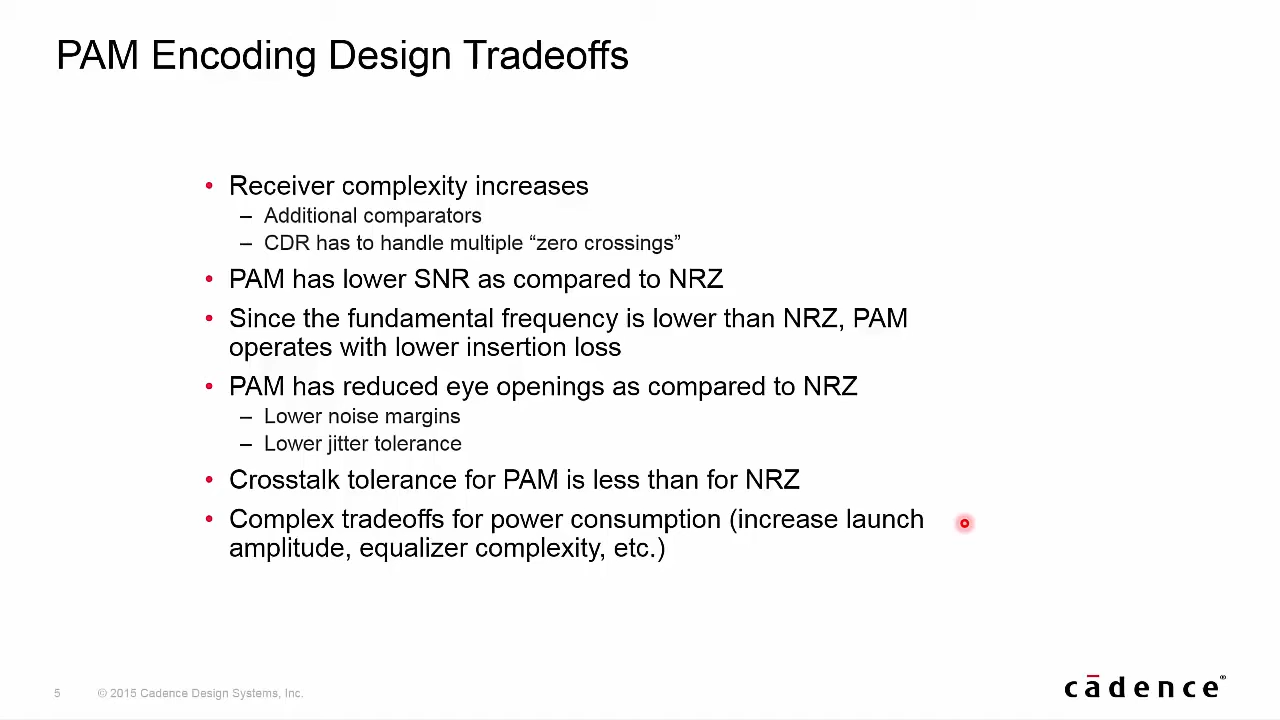 PAM Encoding Design Tradeoffs
• Receiver complexity increases
– Additional comparators
– CDR has to handle multiple “zero crossings”
• PAM has lower SNR as compared to NRZ
• Since the fundamental frequency is lower than NRZ, PAM
operates with lower insertion loss
• PAM has reduced eye openings as compared to NRZ
– Lower noise margins
– Lower jitter tolerance
• Crosstalk tolerance for PAM is less than for NRZ
• Complex tradeoffs for power consumption (increase launch
amplitude, equalizer complexity, etc.)
5 © 2015 Cadence Design Systems, Inc.
cādence®